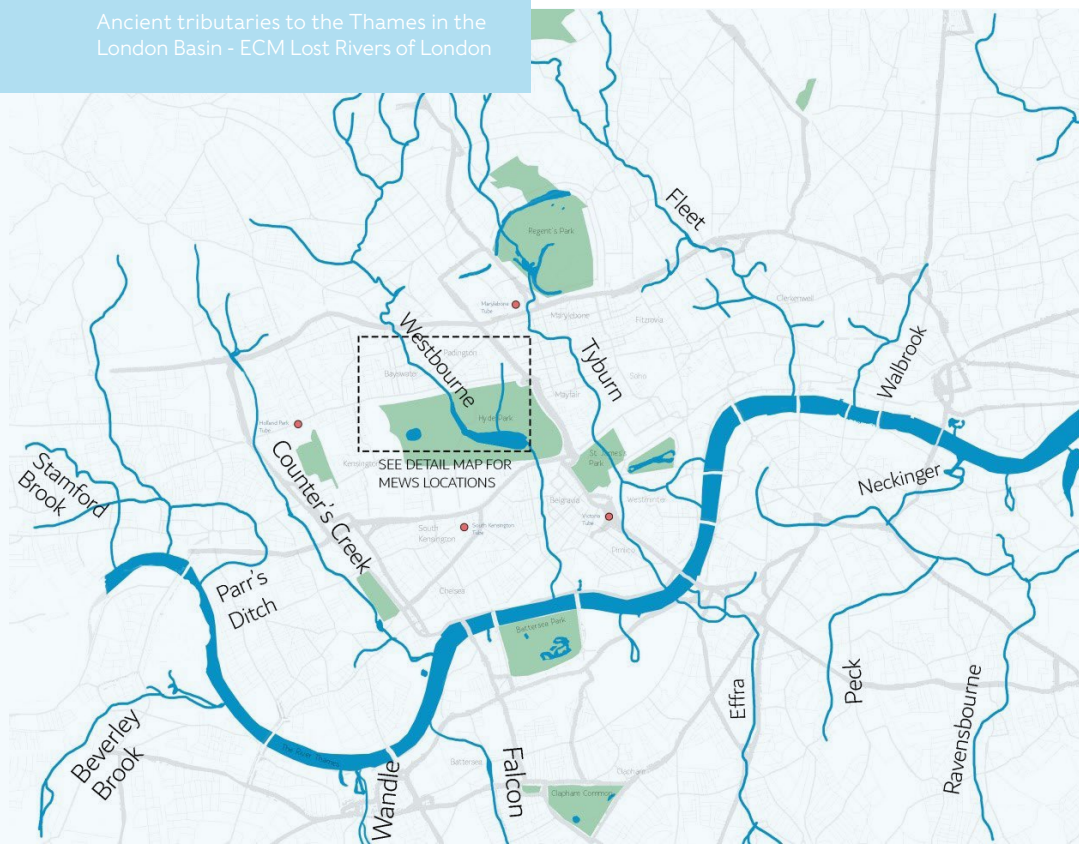 Ancient tributaries to the Thames in the
London Basin - ECM Lost Rivers of London
Fleet
Regent's Park
Marylebone
Tube
Marylebone
Fitzrovia
Clerkenwell
Westbourne
Tyburn
Walbrook
Padington
Bayswater
Soho
Mayfair
Hyde Park
Holland Park
Tube
Kensington
SEE DETAIL MAP FOR
MEWS LOCATIONS
St James's
Park
Stamford
Brook
Counter's Creek
Neckinger
Belgravia
Westminster
South
Kensington
South Kensington
Tube
Victoria
Tube
Pimlico
Parr's
Ditch
Chelsea
Battersea Park
Effra
Peck
Ravensbourne
Beverley
Brook
The River Thames
Wandle
Battersea
Falcon
Clapham
Clapham Common